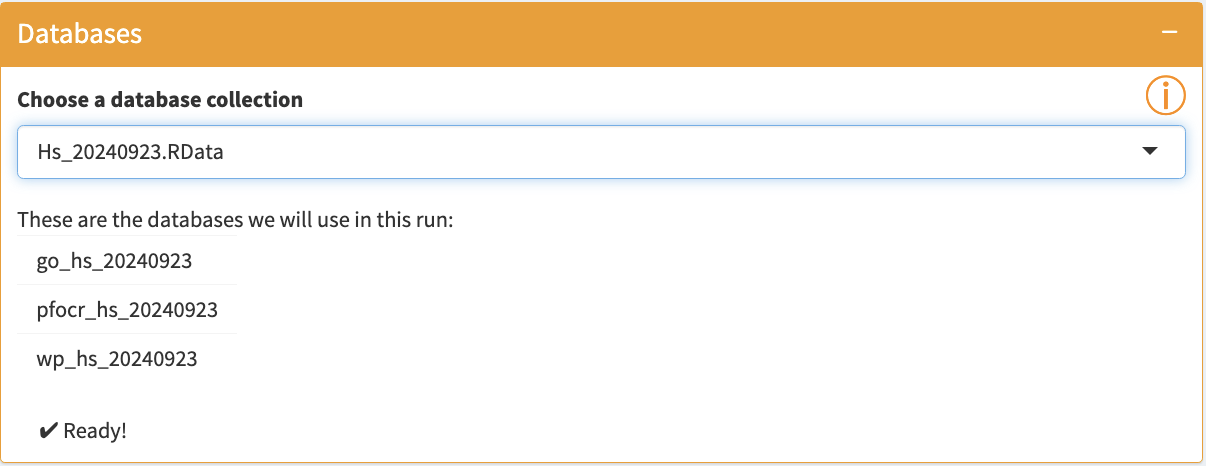 Databases
Choose a database collection
Hs_20240923.RData
These are the databases we will use in this run:
go_hs_20240923
pfocr_hs_20240923
wp_hs_20240923
✔ Ready!